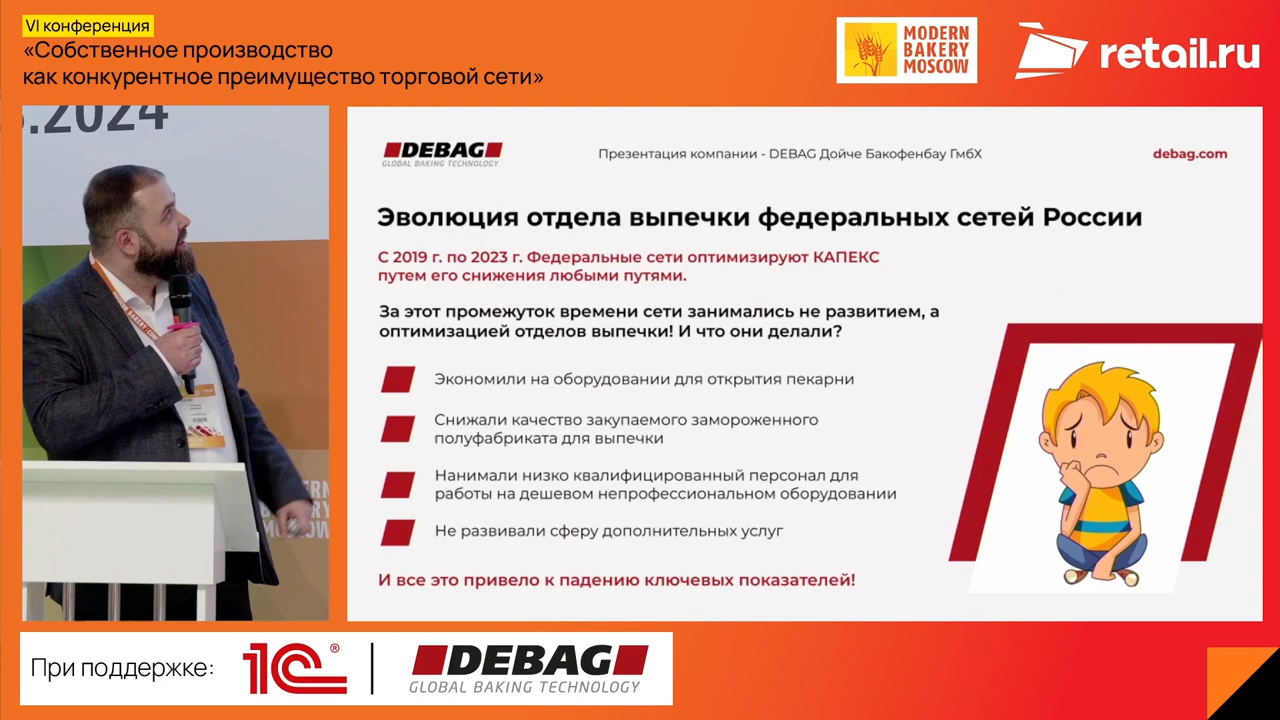 VI конференция
«Собственное производство
как конкурентное преимущество торговой сети»
MODERN
BAKERY
MOSCOW
retail.ru
.2024
DEBAG
GLOBAL BAKING TECHNOLOGY
Презентация компании - DEBAG Дойче Бакофенбау ГмбХ
debag.com
Эволюция отдела выпечки федеральных сетей России
С 2019 г. по 2023 г. Федеральные сети оптимизируют КАПЕКС
путем его снижения любыми путями.
За этот промежуток времени сети занимались не развитием, а
оптимизацией отделов выпечки! И что они делали?
Экономили на оборудовании для открытия пекарни
Снижали качество закупаемого замороженного
полуфабриката для выпечки
Нанимали низко квалифицированный персонал для
работы на дешевом непрофессиональном оборудовании
Не развивали сферу дополнительных услуг
И все это привело к падению ключевых показателей!
При поддержке:
1С®
DEBAG
GLOBAL BAKING TECHNOLOGY